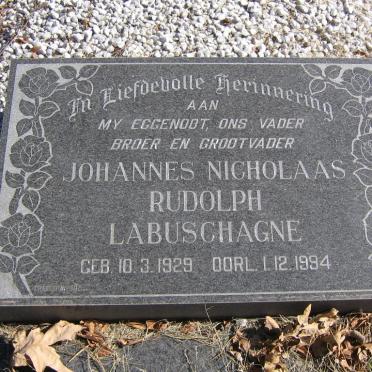 In Liefdevolle Herinnering
AAN
MY EGGENOOT, ONS VADER
BROER EN GROOTVADER
JOHANNES NICHOLAAS
RUDOLPH
LABUSCHAGNE
GEB. 10.3.1929 OORL. 1.12.1994